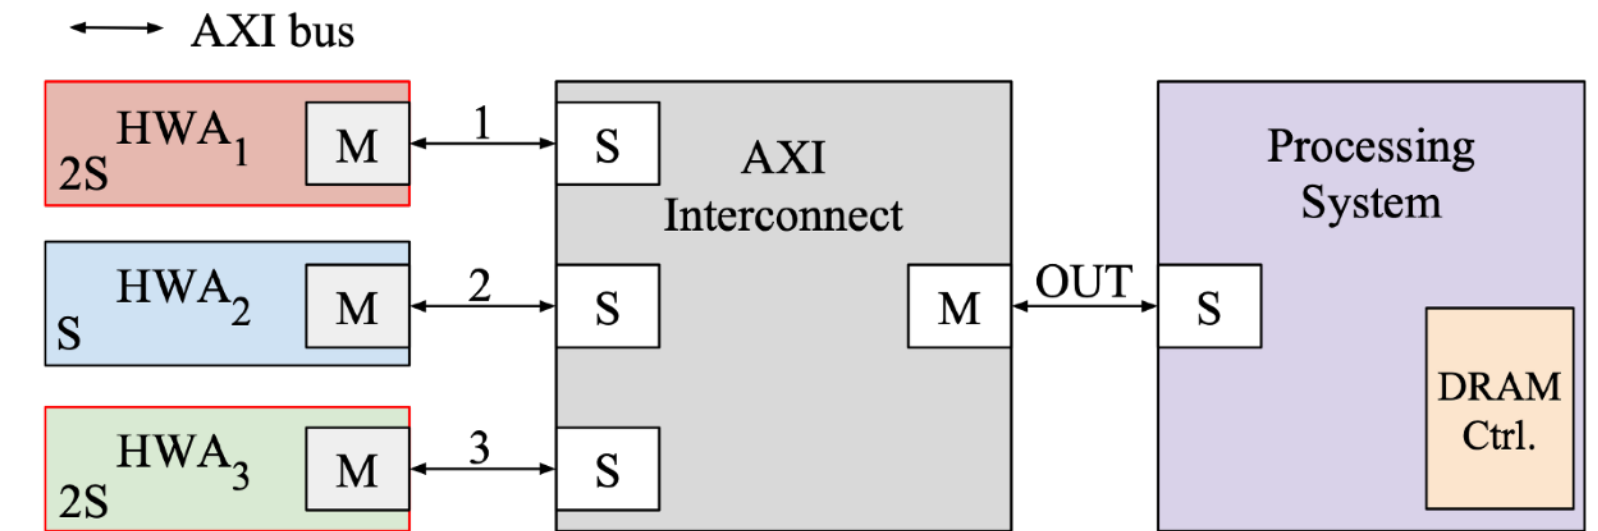 AXI bus
HWA1
2S
M
1
S
AXI
Interconnect
Processing
System
HWA2
S
M
2
S
M
OUT
S
DRAM
Ctrl.
HWA3
2S
M
3
S